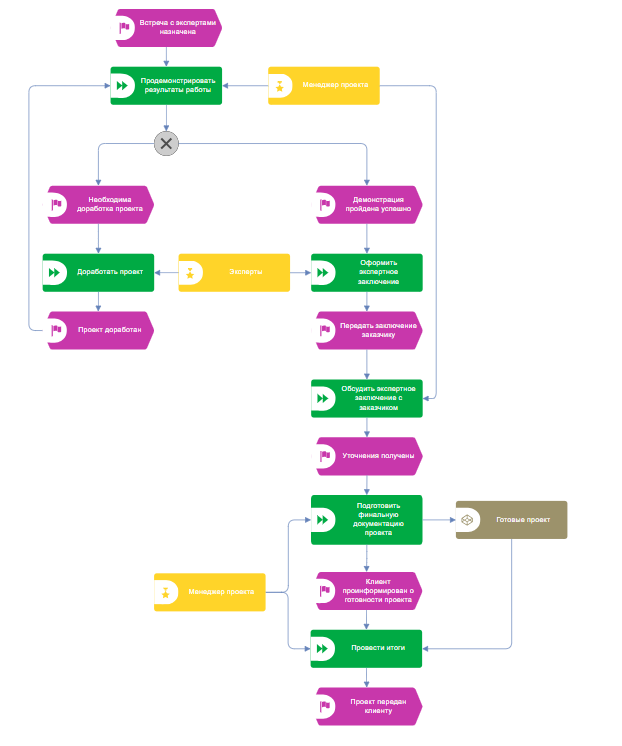 Встреча с экспертами
назначена
Продемонстрировать
результаты работы
Менеджер проекта
Необходима
доработка проекта
Демонстрация
пройдена успешно
Доработать проект
Эксперты
Оформить
экспертное
заключение
Проект доработан
Передать заключение
заказчику
Обсудить экспертное
заключение с
заказчиком
Уточнения получены
Подготовить
финальную
документацию
проекта
Готовые проект
Менеджер проекта
Клиент
проинформирован о
готовности проекта
Провести итоги
Проект передан
клиенту